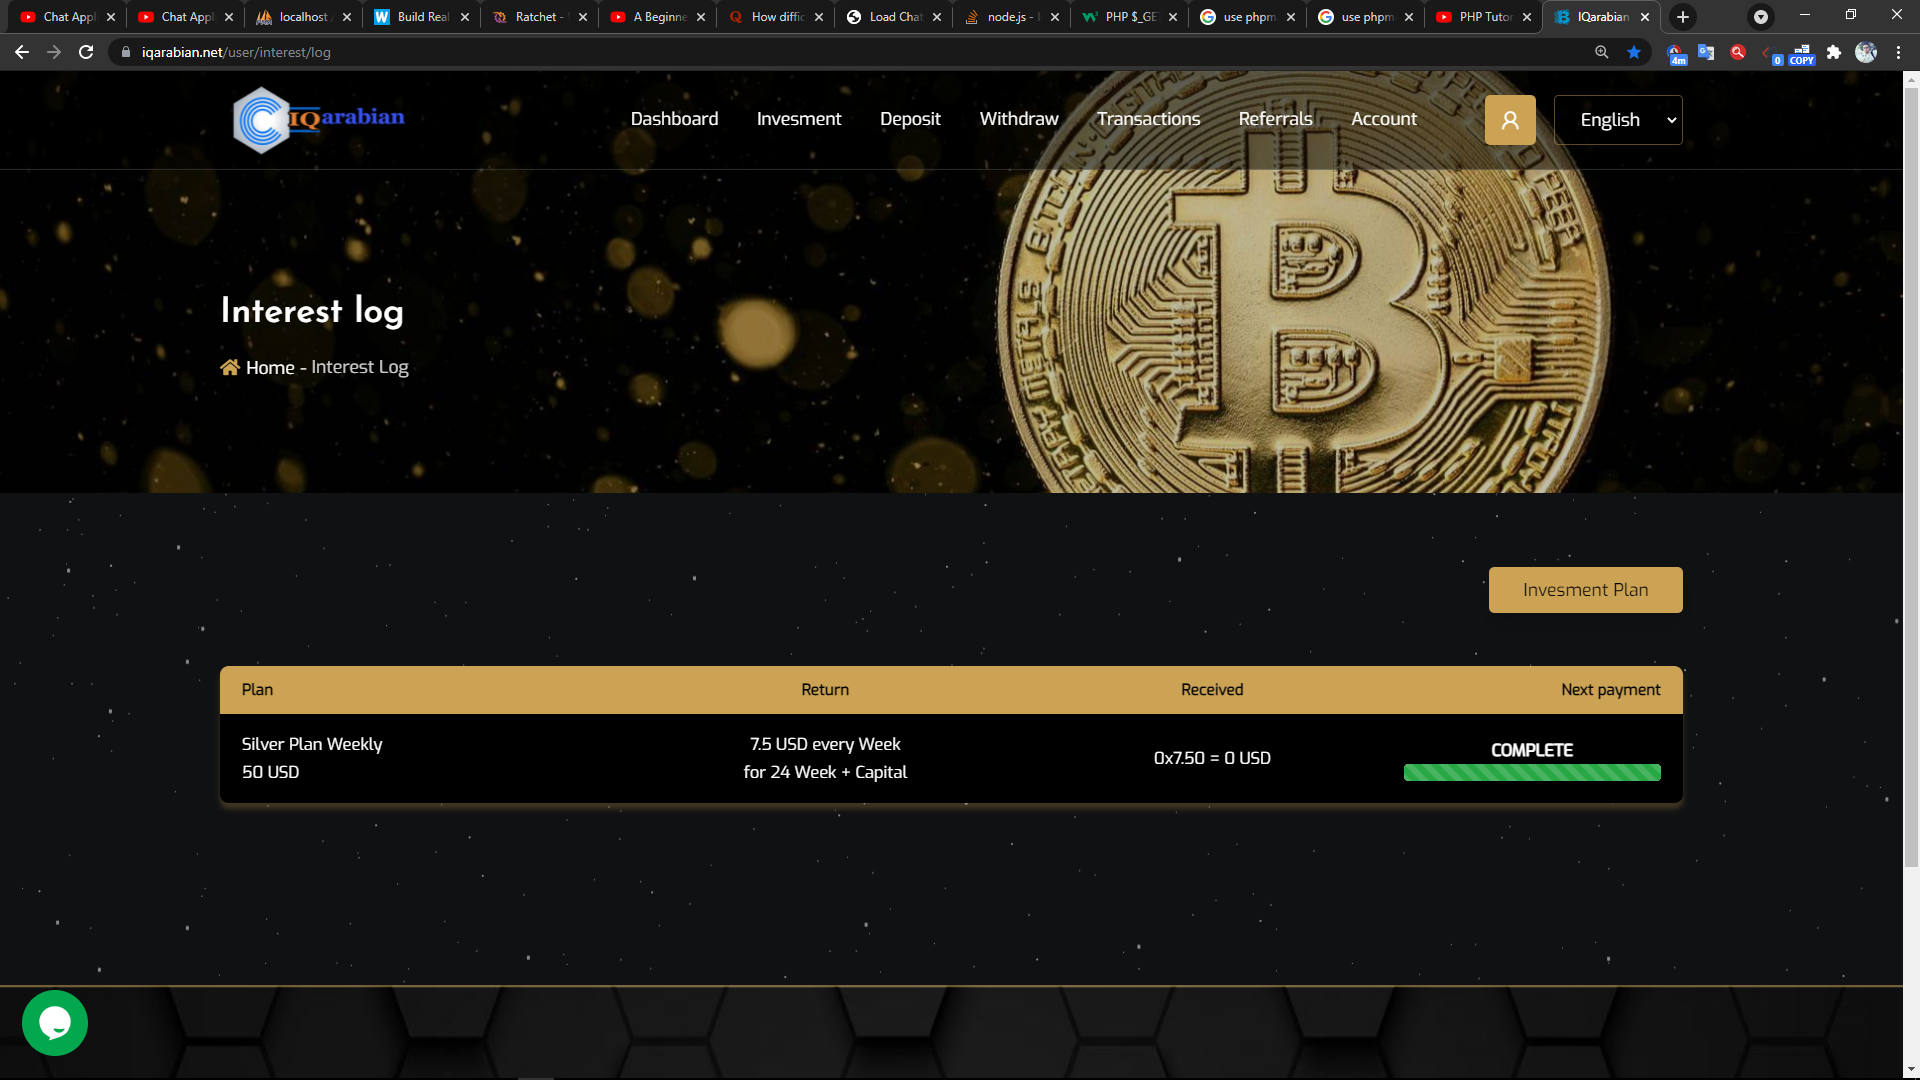 Chat Appl
Chat Appl
localhost /
Build Real
Ratchet -
A Beginne
How diffic
Load Chat
node.js - I
PHP $_GE
use phpm
use phpm
PHP Tutor
IQarabian
iqarabian.net/user/interest/log
4m
0
COPY
IQarabian
Dashboard
Invesment
Deposit
Withdraw
Transactions
Referrals
Account
English
Interest log
Home - Interest Log
Invesment Plan
Plan
Return
Received
Next payment
Silver Plan Weekly
50 USD
7.5 USD every Week
for 24 Week + Capital
0x7.50 = 0 USD
COMPLETE